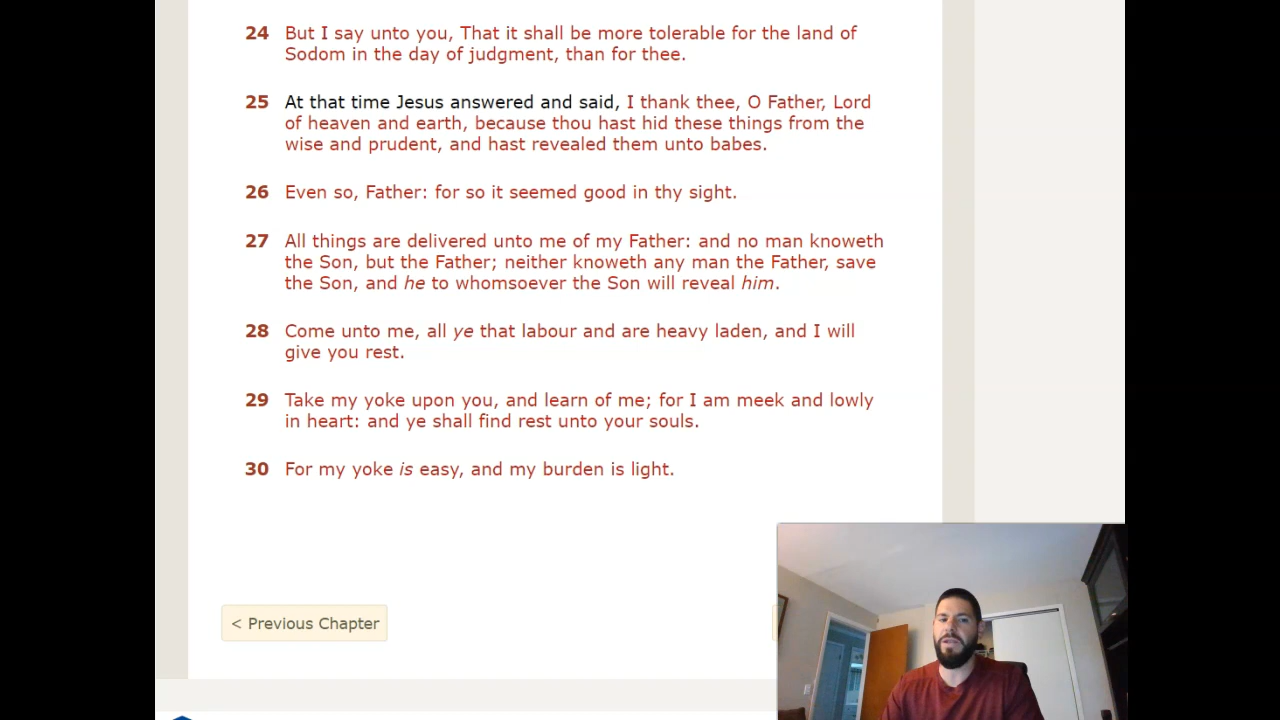 24 But I say unto you, That it shall be more tolerable for the land of
Sodom in the day of judgment, than for thee.
25 At that time Jesus answered and said, I thank thee, O Father, Lord
of heaven and earth, because thou hast hid these things from the
wise and prudent, and hast revealed them unto babes.
26 Even so, Father: for so it seemed good in thy sight.
27 All things are delivered unto me of my Father: and no man knoweth
the Son, but the Father; neither knoweth any man the Father, save
the Son, and he to whomsoever the Son will reveal him.
28 Come unto me, all ye that labour and are heavy laden, and I will
give you rest.
29 Take my yoke upon you, and learn of me; for I am meek and lowly
in heart: and ye shall find rest unto your souls.
30 For my yoke is easy, and my burden is light.
< Previous Chapter